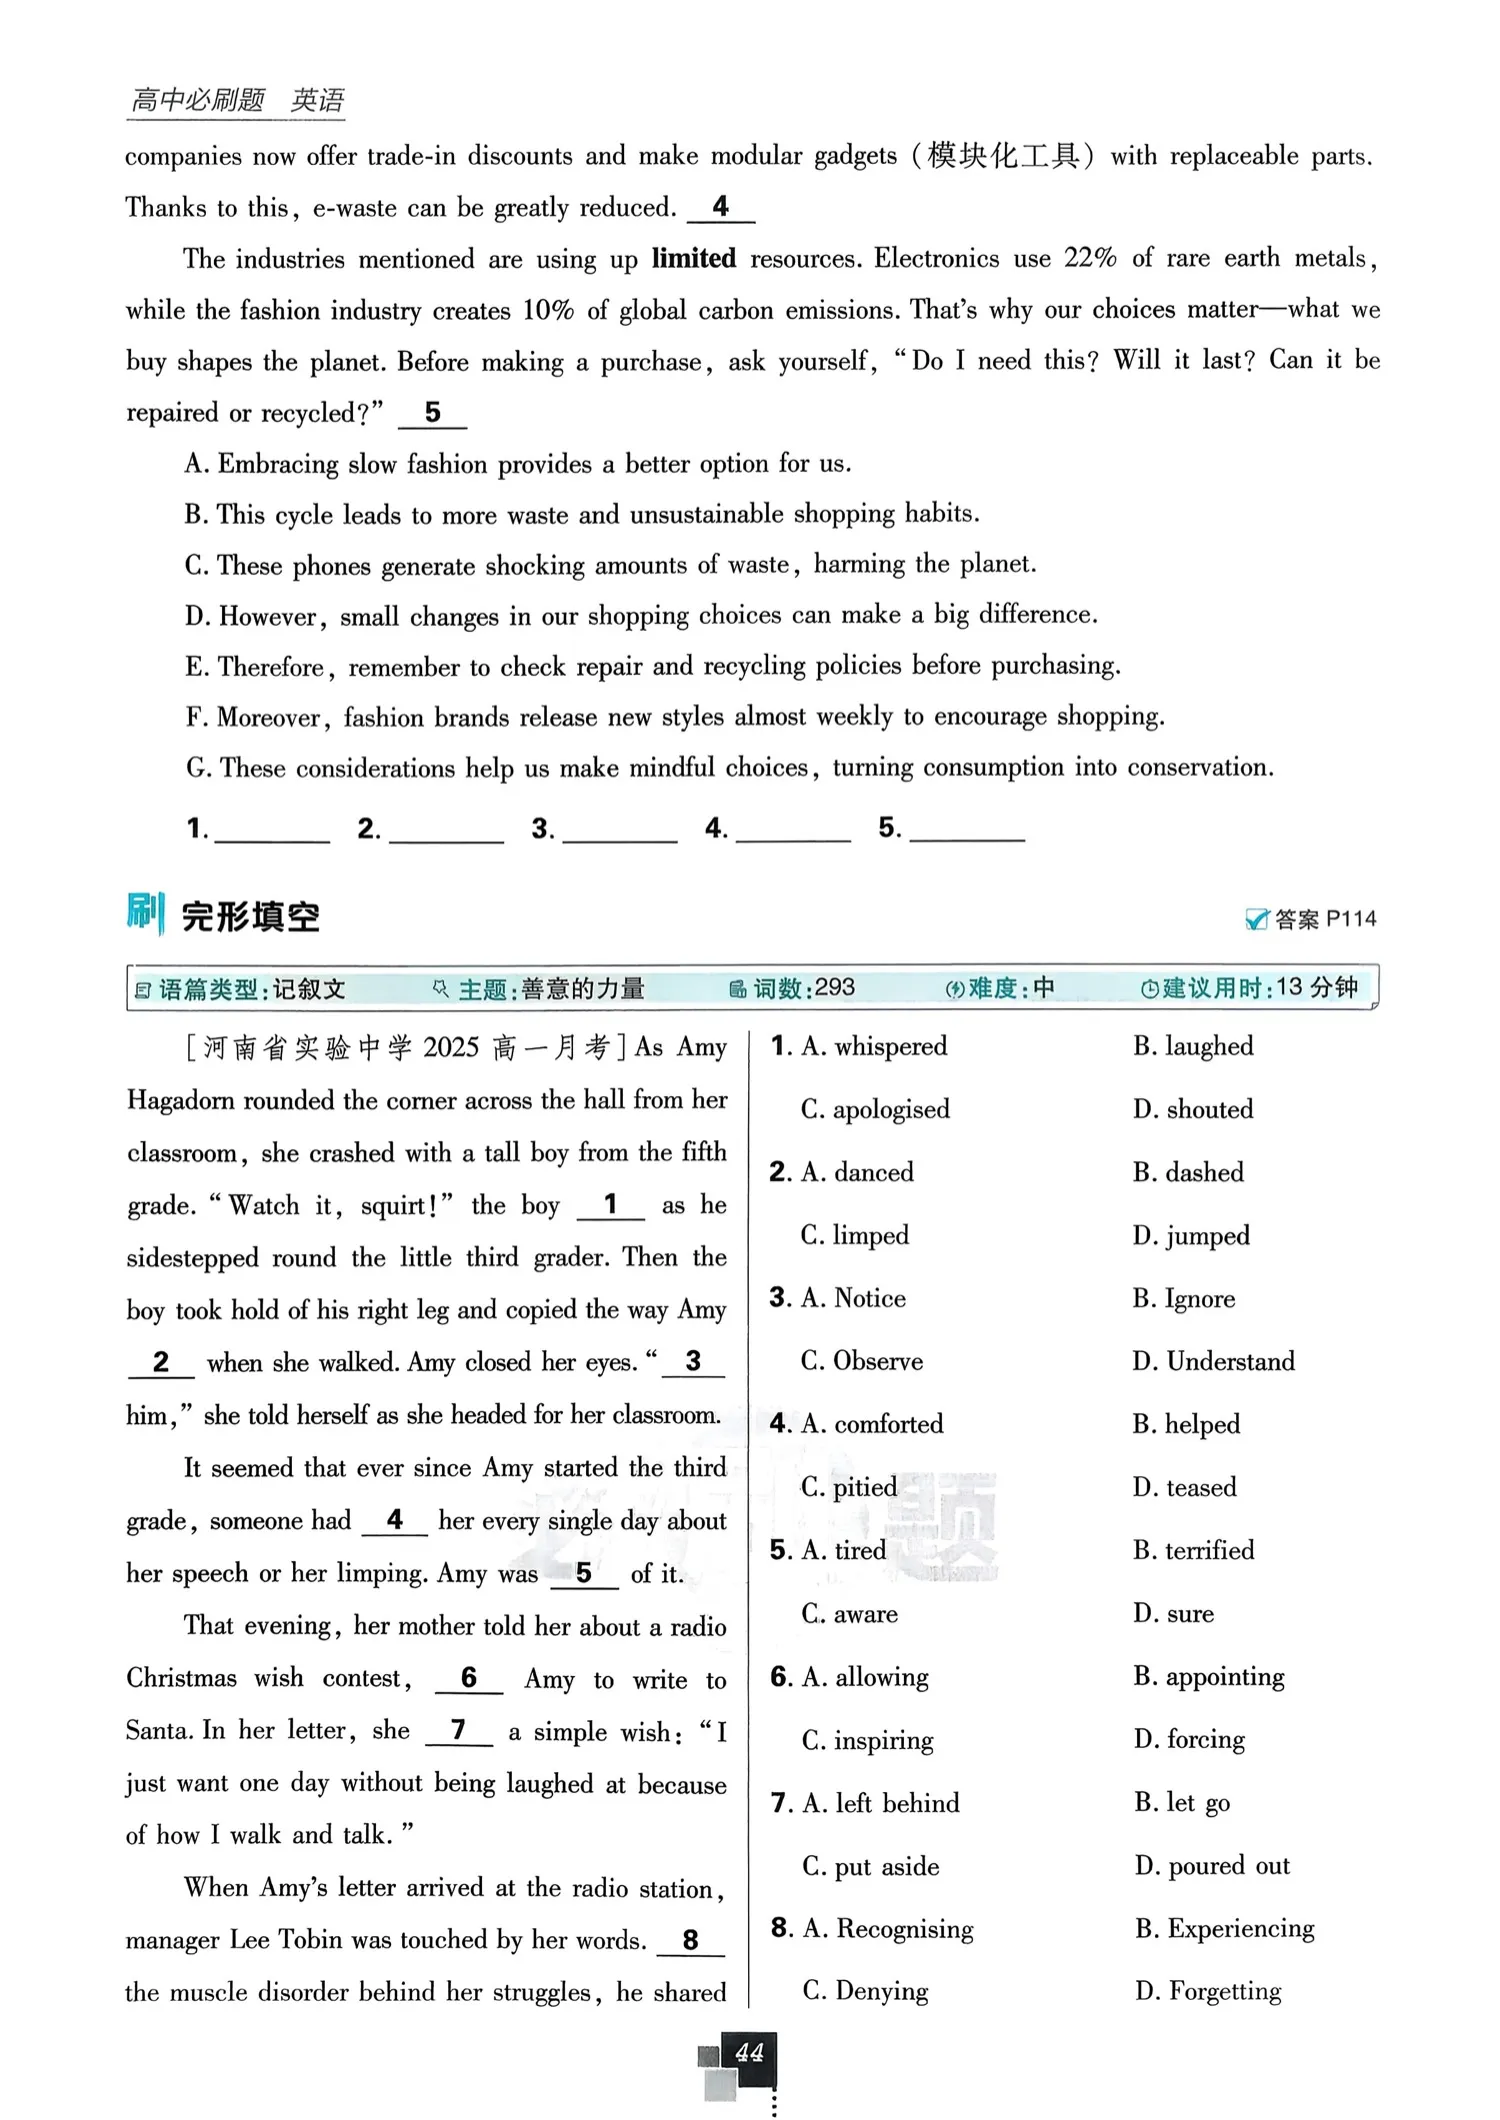 高中必刷题 英语
companies now offer trade-in discounts and make modular gadgets (模块化工具) with replaceable parts.
Thanks to this, e-waste can be greatly reduced. 4
The industries mentioned are using up limited resources. Electronics use 22% of rare earth metals,
while the fashion industry creates 10% of global carbon emissions. That's why our choices matter—what we
buy shapes the planet. Before making a purchase, ask yourself, “Do I need this? Will it last? Can it be
repaired or recycled?” 5
A. Embracing slow fashion provides a better option for us.
B. This cycle leads to more waste and unsustainable shopping habits.
C. These phones generate shocking amounts of waste, harming the planet.
D. However, small changes in our shopping choices can make a big difference.
E. Therefore, remember to check repair and recycling policies before purchasing.
F. Moreover, fashion brands release new styles almost weekly to encourage shopping.
G. These considerations help us make mindful choices, turning consumption into conservation.
1. ________ 2. ________ 3. ________ 4. ________ 5. ________
刷 完形填空
答案 P114
语篇类型:记叙文 主题:善意的力量 词数:293 难度:中 建议用时:13 分钟
[河南省实验中学 2025 高一月考] As Amy
Hagadorn rounded the corner across the hall from her
classroom, she crashed with a tall boy from the fifth
grade. “Watch it, squirt!” the boy 1 as he
sidestepped round the little third grader. Then the
boy took hold of his right leg and copied the way Amy
2 when she walked. Amy closed her eyes. “ 3
him,” she told herself as she headed for her classroom.
It seemed that ever since Amy started the third
grade, someone had 4 her every single day about
her speech or her limping. Amy was 5 of it.
That evening, her mother told her about a radio
Christmas wish contest, 6 Amy to write to
Santa. In her letter, she 7 a simple wish: “I
just want one day without being laughed at because
of how I walk and talk.”
When Amy's letter arrived at the radio station,
manager Lee Tobin was touched by her words. 8
the muscle disorder behind her struggles, he shared
1. A. whispered B. laughed
C. apologised D. shouted
2. A. danced B. dashed
C. limped D. jumped
3. A. Notice B. Ignore
C. Observe D. Understand
4. A. comforted B. helped
C. pitied D. teased
5. A. tired B. terrified
C. aware D. sure
6. A. allowing B. appointing
C. inspiring D. forcing
7. A. left behind B. let go
C. put aside D. poured out
8. A. Recognising B. Experiencing
C. Denying D. Forgetting
44